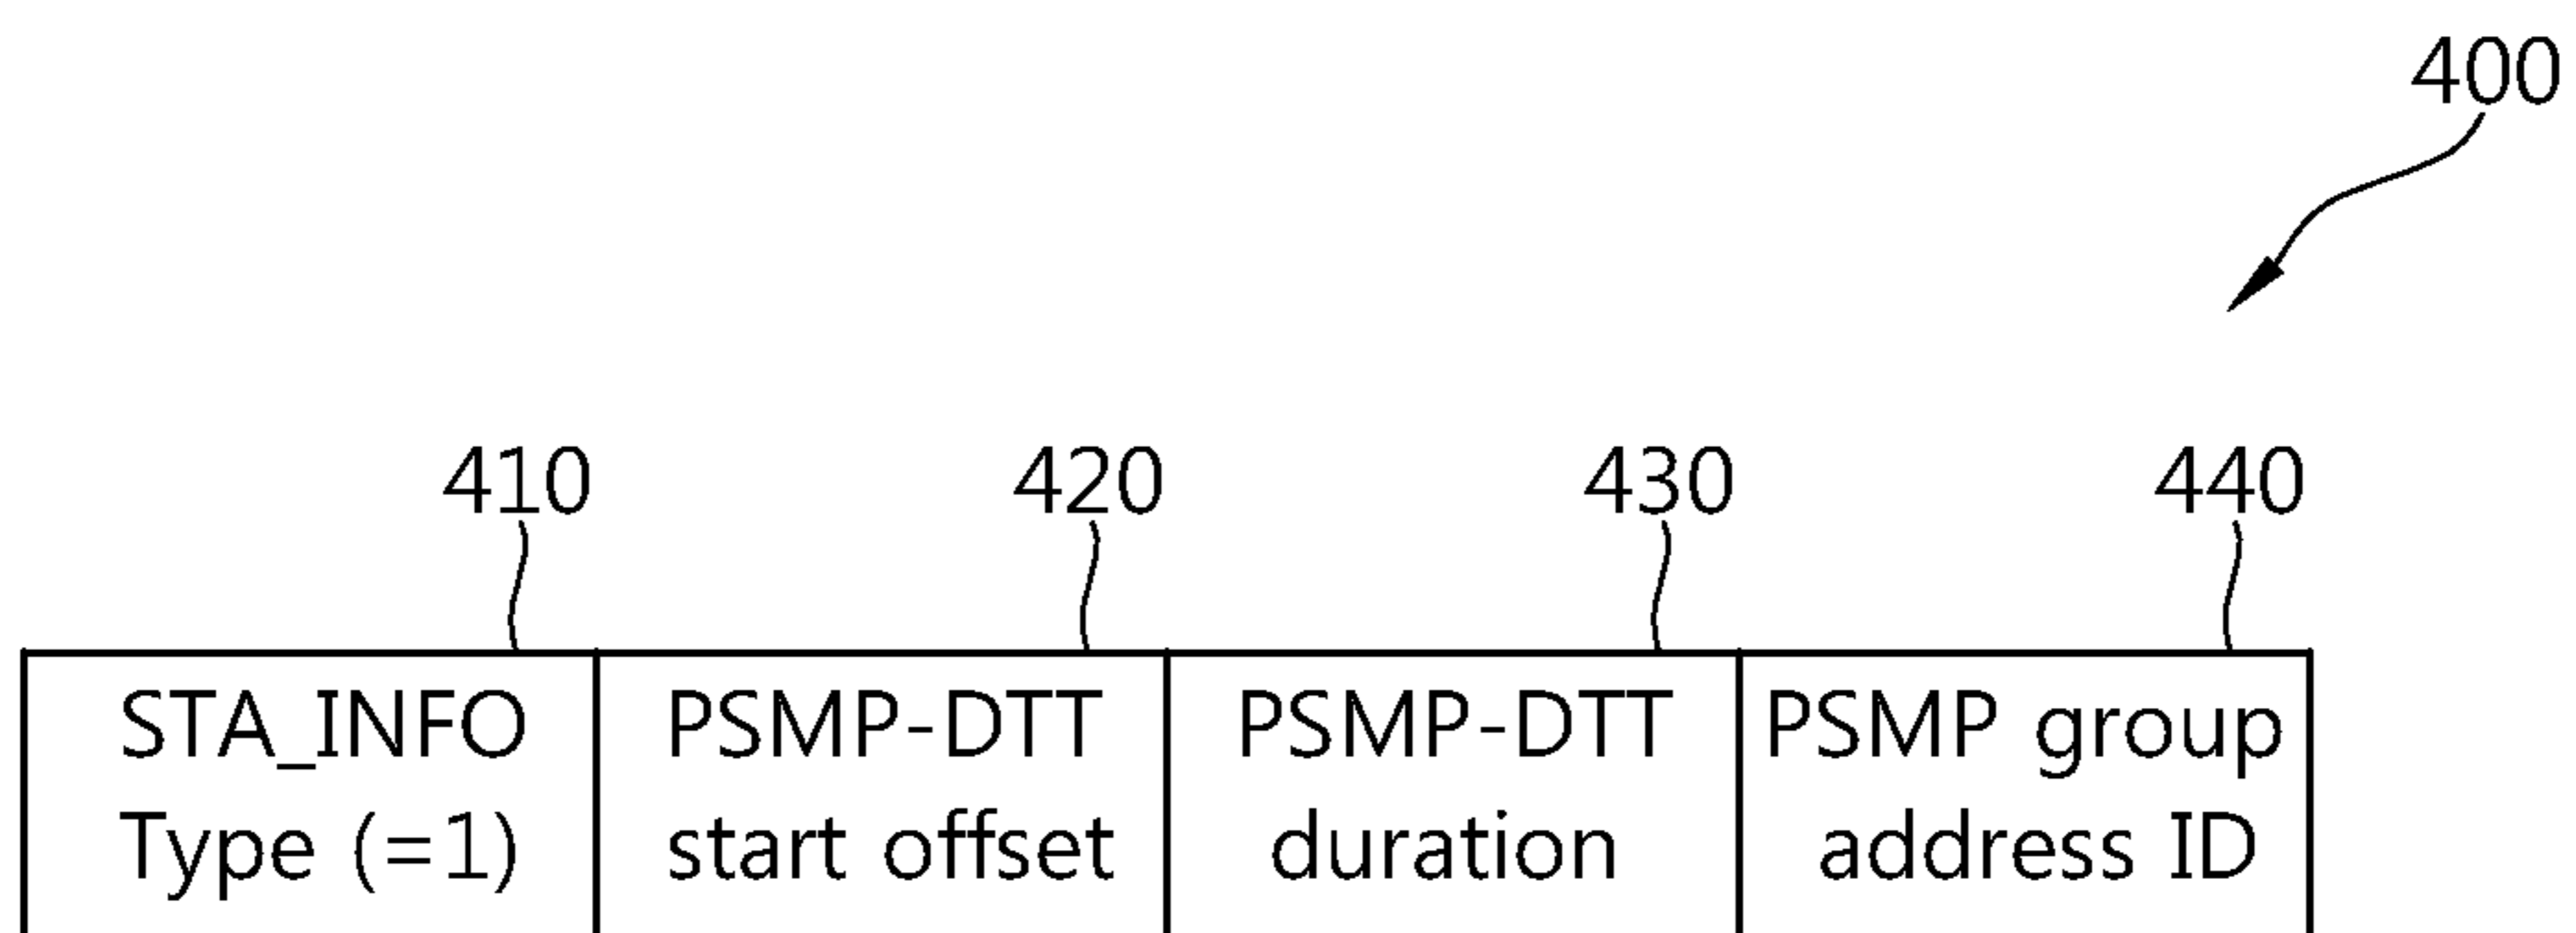 400
410 420 430 440
STA_INFO PSMP-DTT PSMP-DTT PSMP group
Type (=1) start offset duration address ID